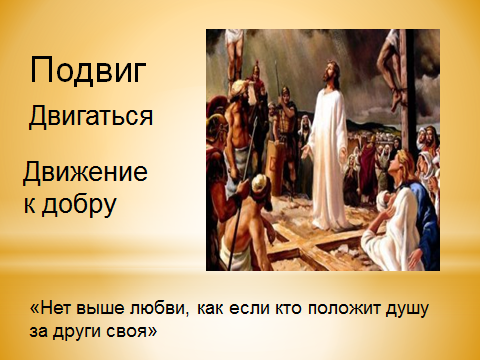 Подвиг
Двигаться
Движение
к добру
«Нет выше любви, как если кто положит душу
за други своя»